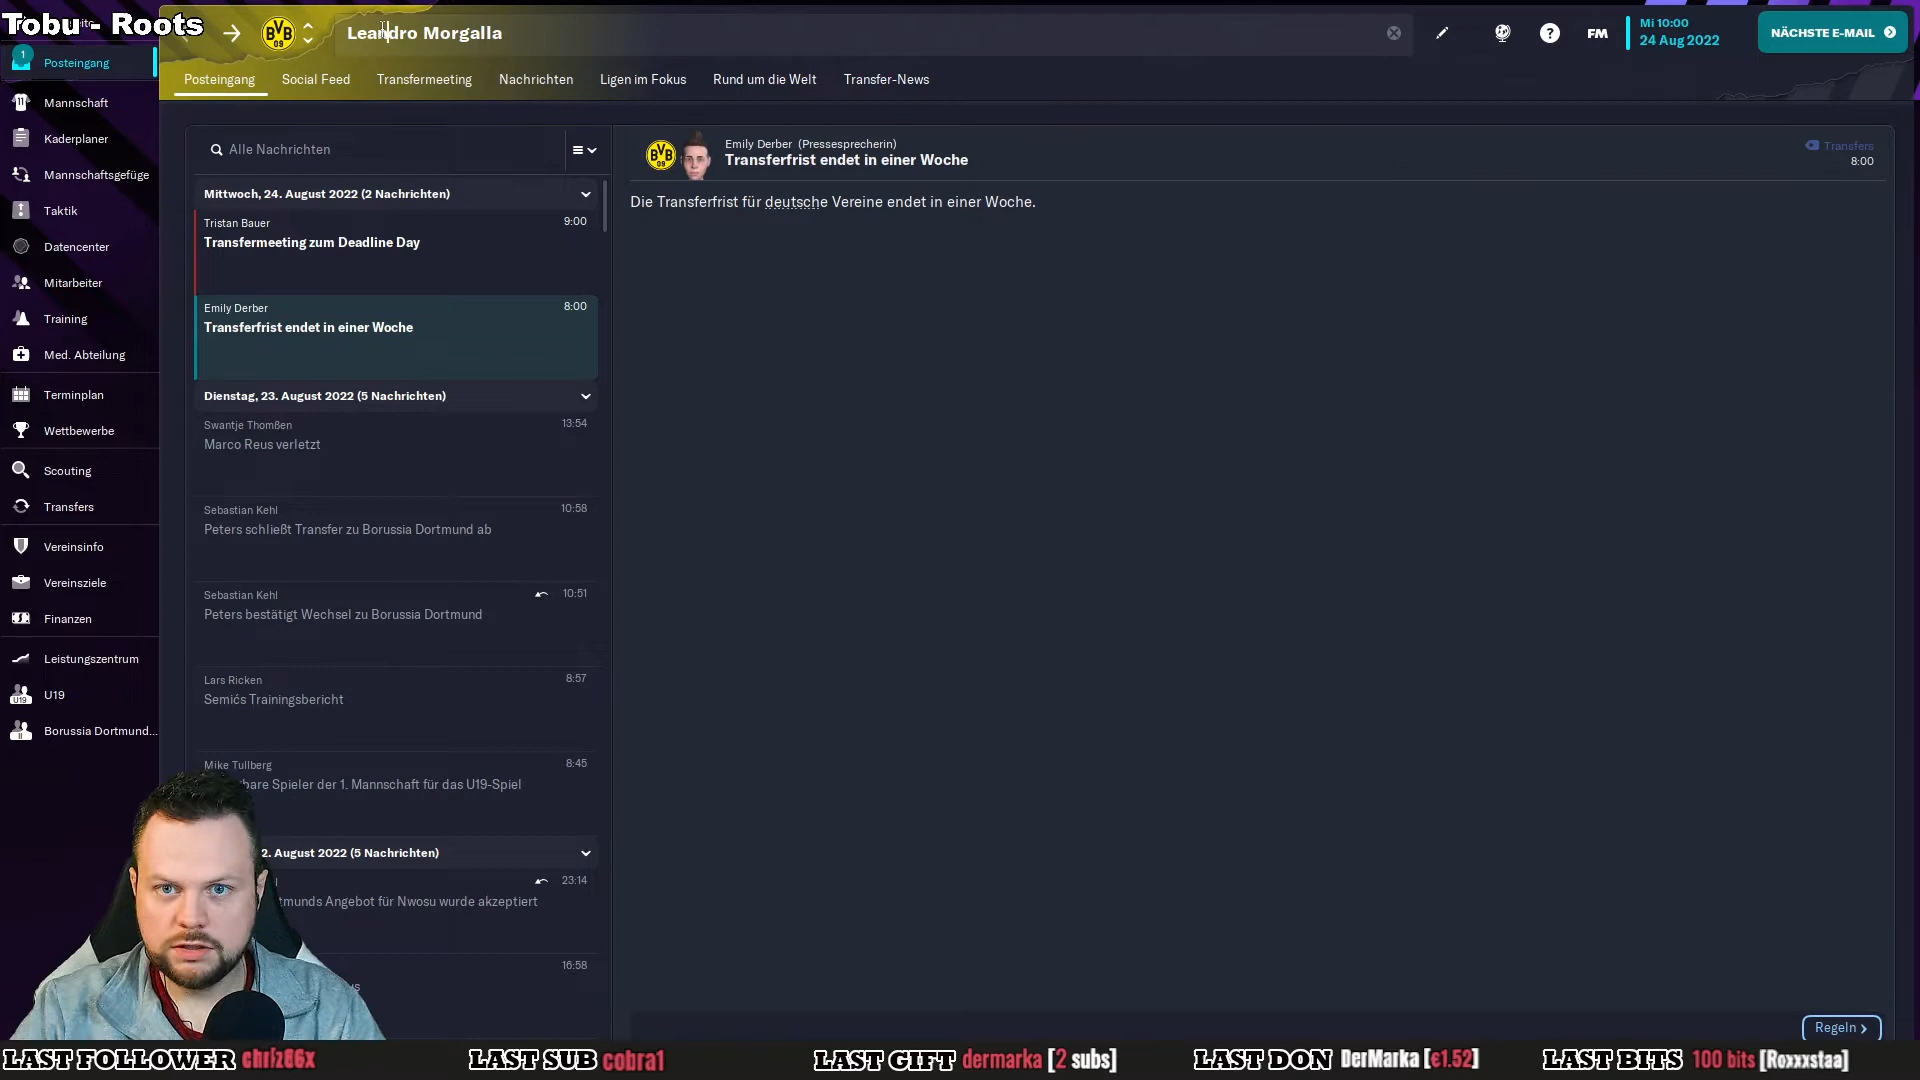 Tobu - Roots
Leandro Morgalla
Mi 10:00
24 Aug 2022
NÄCHSTE E-MAIL
FM
Posteingang
Social Feed
Transfermeeting
Nachrichten
Ligen im Fokus
Rund um die Welt
Transfer-News
1
Posteingang
Mannschaft
Kaderplaner
Mannschaftsgefüge
Taktik
Datencenter
Mitarbeiter
Training
Med. Abteilung
Terminplan
Wettbewerbe
Scouting
Transfers
Vereinsinfo
Vereinsziele
Finanzen
Leistungszentrum
U19
Borussia Dortmund...
Alle Nachrichten
Mittwoch, 24. August 2022 (2 Nachrichten)
Tristan Bauer 9:00
Transfermeeting zum Deadline Day
Emily Derber 8:00
Transferfrist endet in einer Woche
Dienstag, 23. August 2022 (5 Nachrichten)
Swantje Thomßen 13:54
Marco Reus verletzt
Sebastian Kehl 10:58
Peters schließt Transfer zu Borussia Dortmund ab
Sebastian Kehl 10:51
Peters bestätigt Wechsel zu Borussia Dortmund
Lars Ricken 8:57
Semićs Trainingsbericht
Mike Tullberg 8:45
bare Spieler der 1. Mannschaft für das U19-Spiel
2. August 2022 (5 Nachrichten)
23:14
tmunds Angebot für Nwosu wurde akzeptiert
16:58
BVB 09
Emily Derber (Pressesprecherin)
Transferfrist endet in einer Woche
Transfers
8:00
Die Transferfrist für deutsche Vereine endet in einer Woche.
Regeln
LAST FOLLOWER chriz86x
LAST SUB cobra1
LAST GIFT dermarka [2 subs]
LAST DON DerMarka [€1.52]
LAST BITS 100 bits [Roxxxstaa]